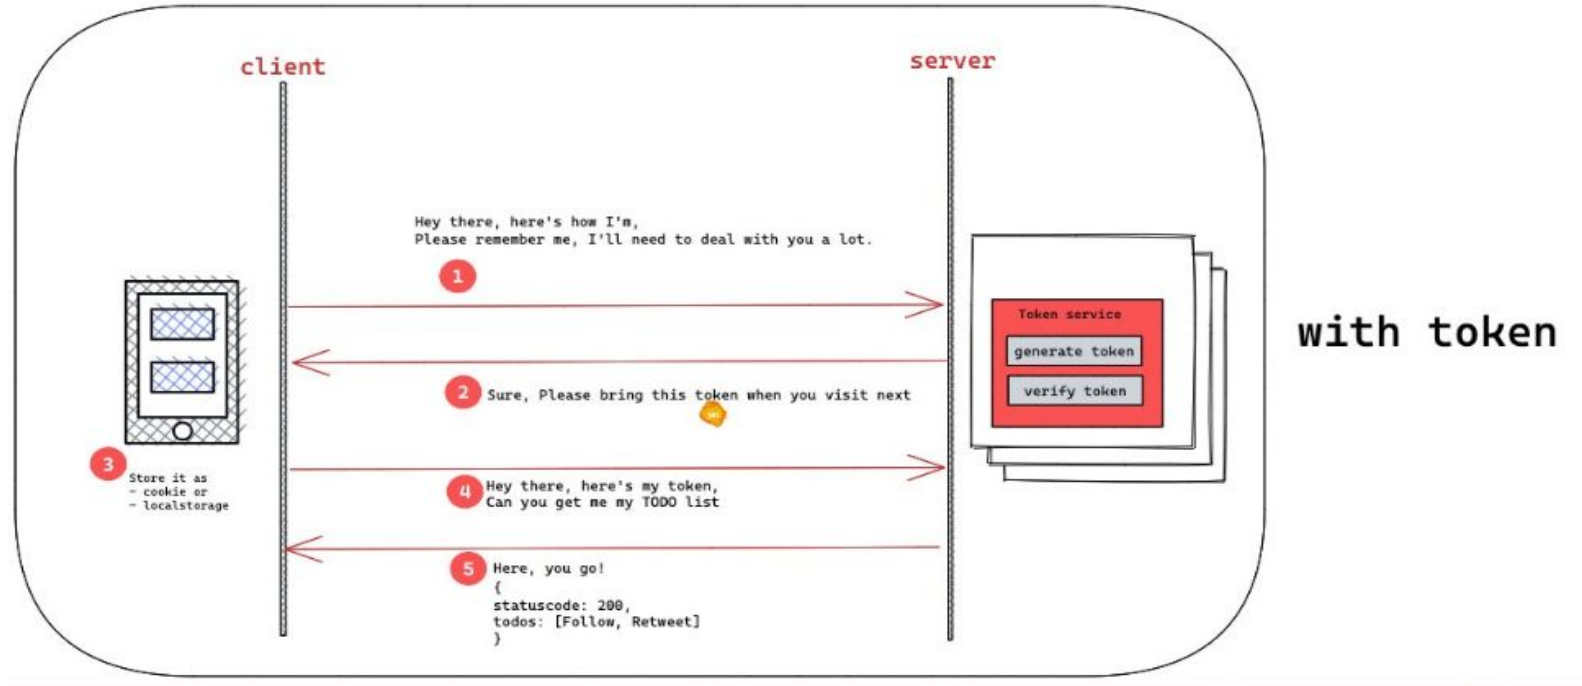 client
server
Hey there, here's how I'm,
Please remember me, I'll need to deal with you a lot.
1
Token service
generate token
verify token
with token
2
Sure, Please bring this token when you visit next
3
Store it as
- cookie or
- localstorage
4
Hey there, here's my token,
Can you get me my TODO list
5
Here, you go!
{
statuscode: 200,
todos: [Follow, Retweet]
}